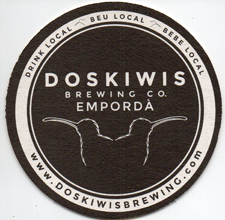 DRINK LOCAL BEU LOCAL BEBE LOCAL
DOSKIWIS
BREWING CO.
EMPORDÀ
www.DOSKIWISBREWING.com